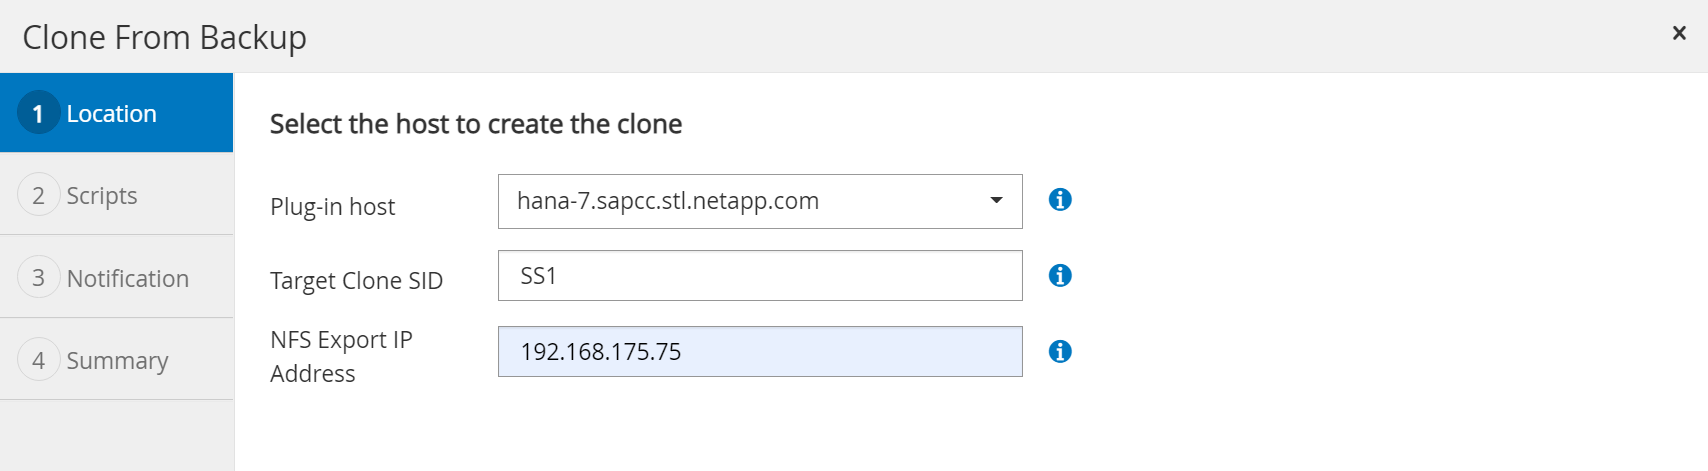 Clone From Backup
×
1 Location
2 Scripts
3 Notification
4 Summary
Select the host to create the clone
Plug-in host
hana-7.sapcc.stl.netapp.com
Target Clone SID
SS1
NFS Export IP
Address
192.168.175.75